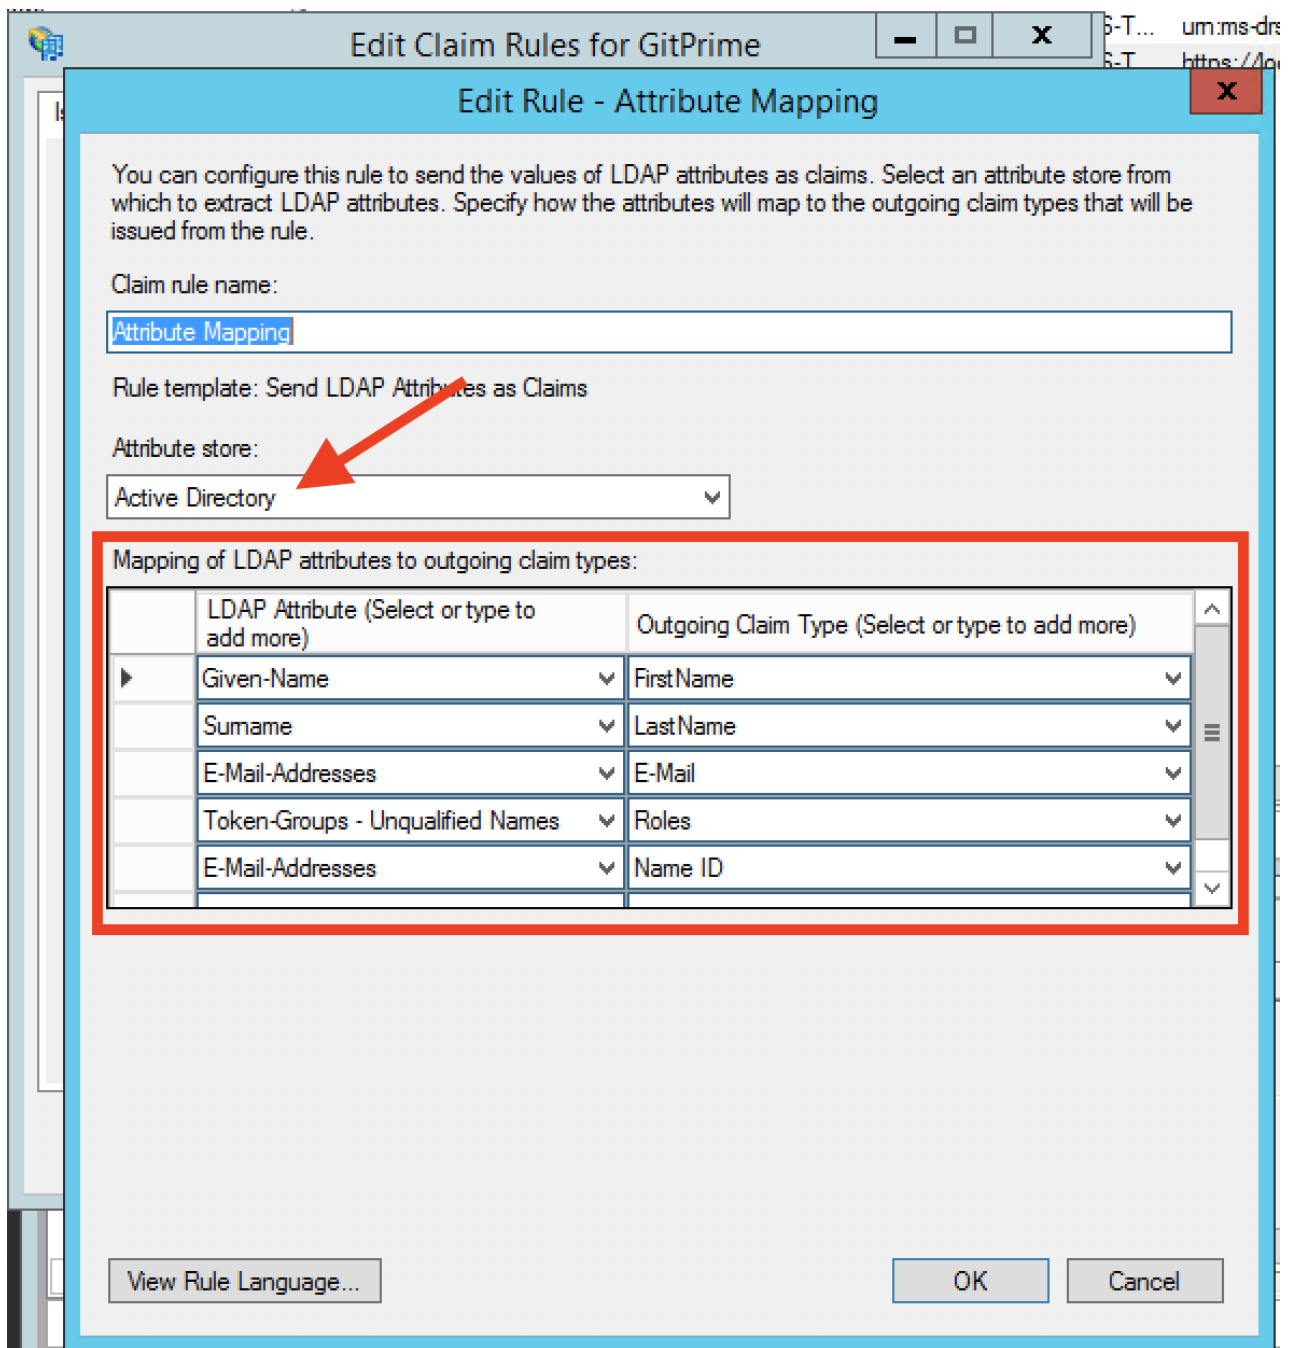 Edit Claim Rules for GitPrime
S-T... urn:ms-drs
S-T
Edit Rule - Attribute Mapping
You can configure this rule to send the values of LDAP attributes as claims. Select an attribute store from
which to extract LDAP attributes. Specify how the attributes will map to the outgoing claim types that will be
issued from the rule.
Claim rule name:
Attribute Mapping
Rule template: Send LDAP Attributes as Claims
Attribute store:
Active Directory
Mapping of LDAP attributes to outgoing claim types:
LDAP Attribute (Select or type to
add more)
Outgoing Claim Type (Select or type to add more)
Given-Name FirstName
Surname LastName
E-Mail-Addresses E-Mail
Token-Groups - Unqualified Names Roles
E-Mail-Addresses Name ID
View Rule Language... OK Cancel